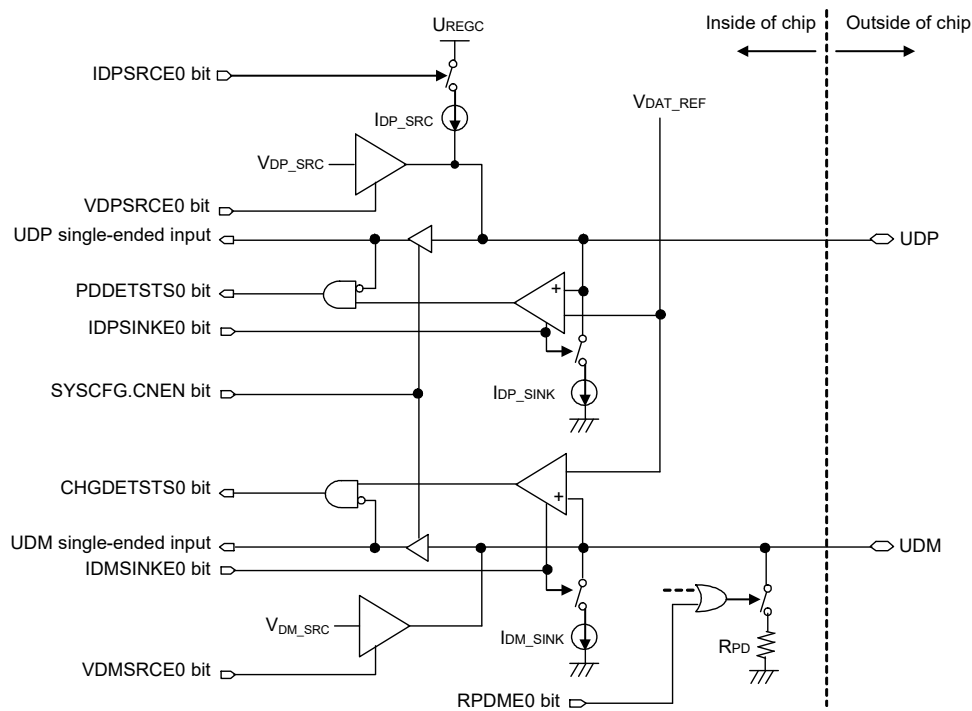 Inside of chip
Outside of chip
UREGC
IDPSRCE0 bit
IDP_SRC
VDAT_REF
VDP_SRC
VDPSRCE0 bit
UDP single-ended input
UDP
PDDETSTS0 bit
+
IDPSINKE0 bit
SYSCFG.CNEN bit
IDP_SINK
CHGDETSTS0 bit
+
UDM single-ended input
UDM
IDMSINKE0 bit
VDM_SRC
IDM_SINK
RPD
VDMSRCE0 bit
RPDME0 bit